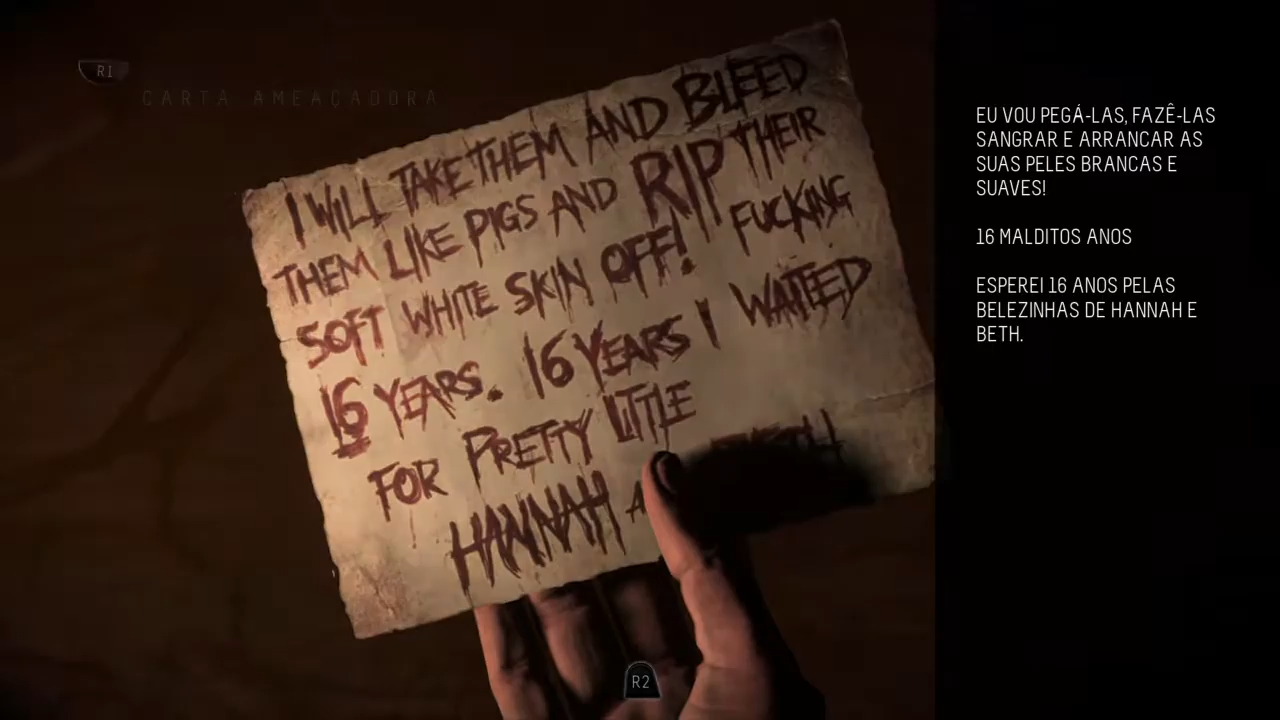 R1
CARTA AMEAÇADORA
I WILL TAKE THEM AND BLEED
THEM LIKE PIGS AND RIP THEIR
SOFT WHITE SKIN OFF! FUCKING
16 YEARS. 16 YEARS I WAITED
FOR PRETTY LITTLE
HANNAH
EU VOU PEGÁ-LAS, FAZÊ-LAS
SANGRAR E ARRANCAR AS
SUAS PELES BRANCAS E
SUAVES!
16 MALDITOS ANOS
ESPEREI 16 ANOS PELAS
BELEZINHAS DE HANNAH E
BETH.
R2